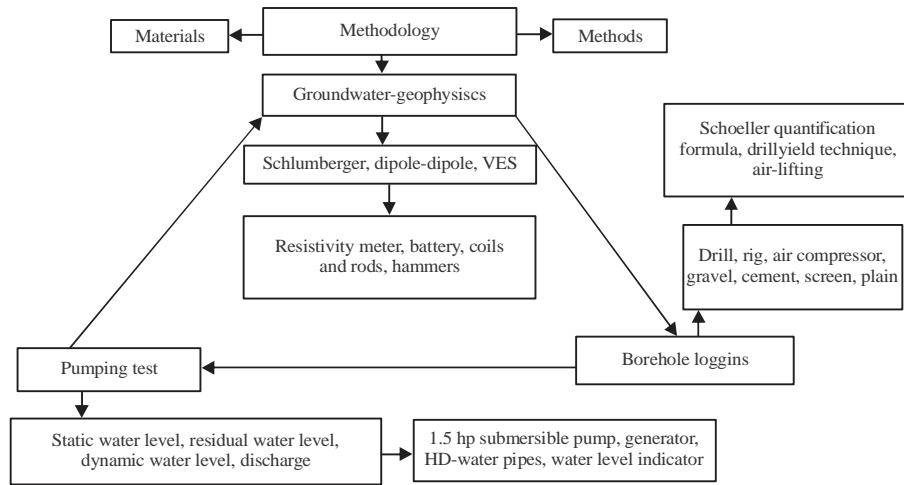 Materials
Methodology
Methods
Groundwater-geophysiscs
Schlumberger, dipole-dipole, VES
Resistivity meter, battery, coils
and rods, hammers
Schoeller quantification
formula, drillyield technique,
air-lifting
Drill, rig, air compressor,
gravel, cement, screen, plain
Pumping test
Borehole loggins
Static water level, residual water level,
dynamic water level, discharge
1.5 hp submersible pump, generator,
HD-water pipes, water level indicator